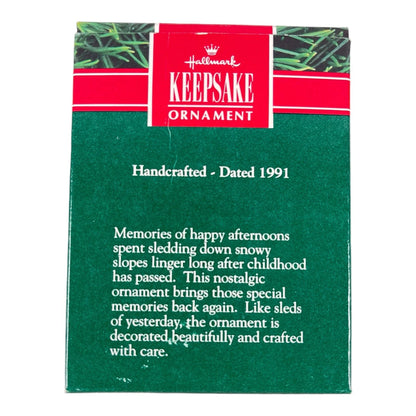 Hallmark
KEEPSAKE
ORNAMENT
Handcrafted - Dated 1991
Memories of happy afternoons
spent sledding down snowy
slopes linger long after childhood
has passed. This nostalgic
ornament brings those special
memories back again. Like sleds
of yesterday, the ornament is
decorated beautifully and crafted
with care.